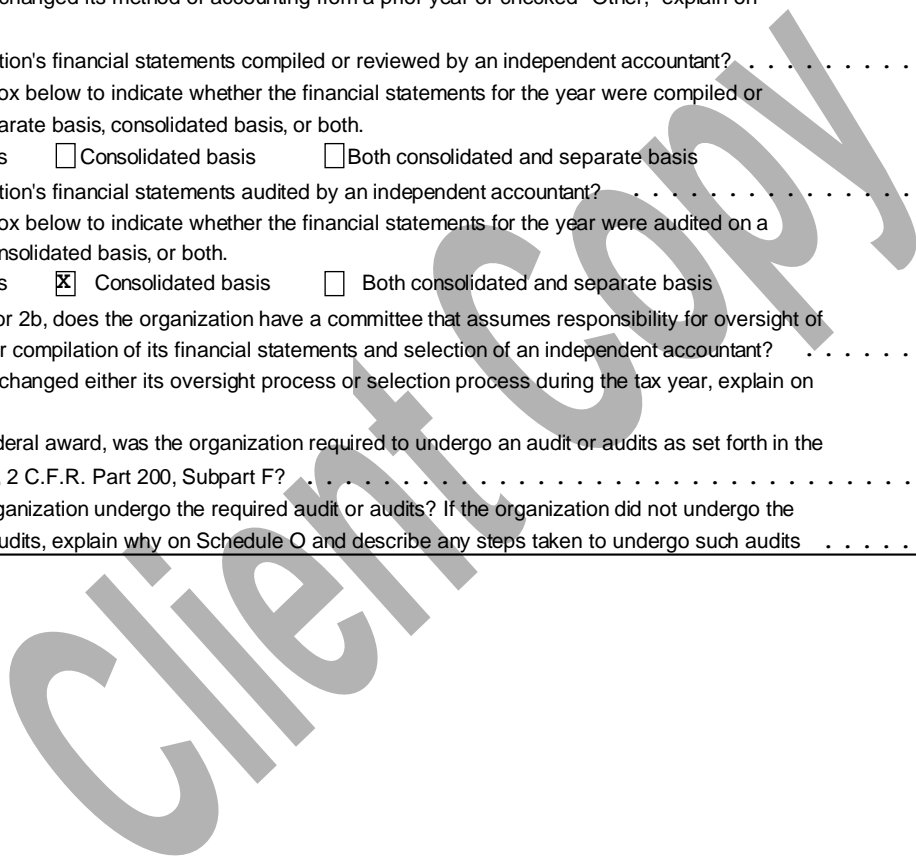 changed its method of accounting from a prior year or checked "Other," explain on
tion's financial statements compiled or reviewed by an independent accountant? . . . . . . . . .
ox below to indicate whether the financial statements for the year were compiled or
arate basis, consolidated basis, or both.
s Consolidated basis Both consolidated and separate basis
tion's financial statements audited by an independent accountant? . . . . . . . . . . . . . . .
ox below to indicate whether the financial statements for the year were audited on a
nsolidated basis, or both.
s X Consolidated basis Both consolidated and separate basis
or 2b, does the organization have a committee that assumes responsibility for oversight of
r compilation of its financial statements and selection of an independent accountant? . . . . . .
changed either its oversight process or selection process during the tax year, explain on
deral award, was the organization required to undergo an audit or audits as set forth in the
2 C.F.R. Part 200, Subpart F? . . . . . . . . . . . . . . . . . . . . . . . . . . . . . . . .
ganization undergo the required audit or audits? If the organization did not undergo the
udits, explain why on Schedule O and describe any steps taken to undergo such audits . . . . .
Client Copy